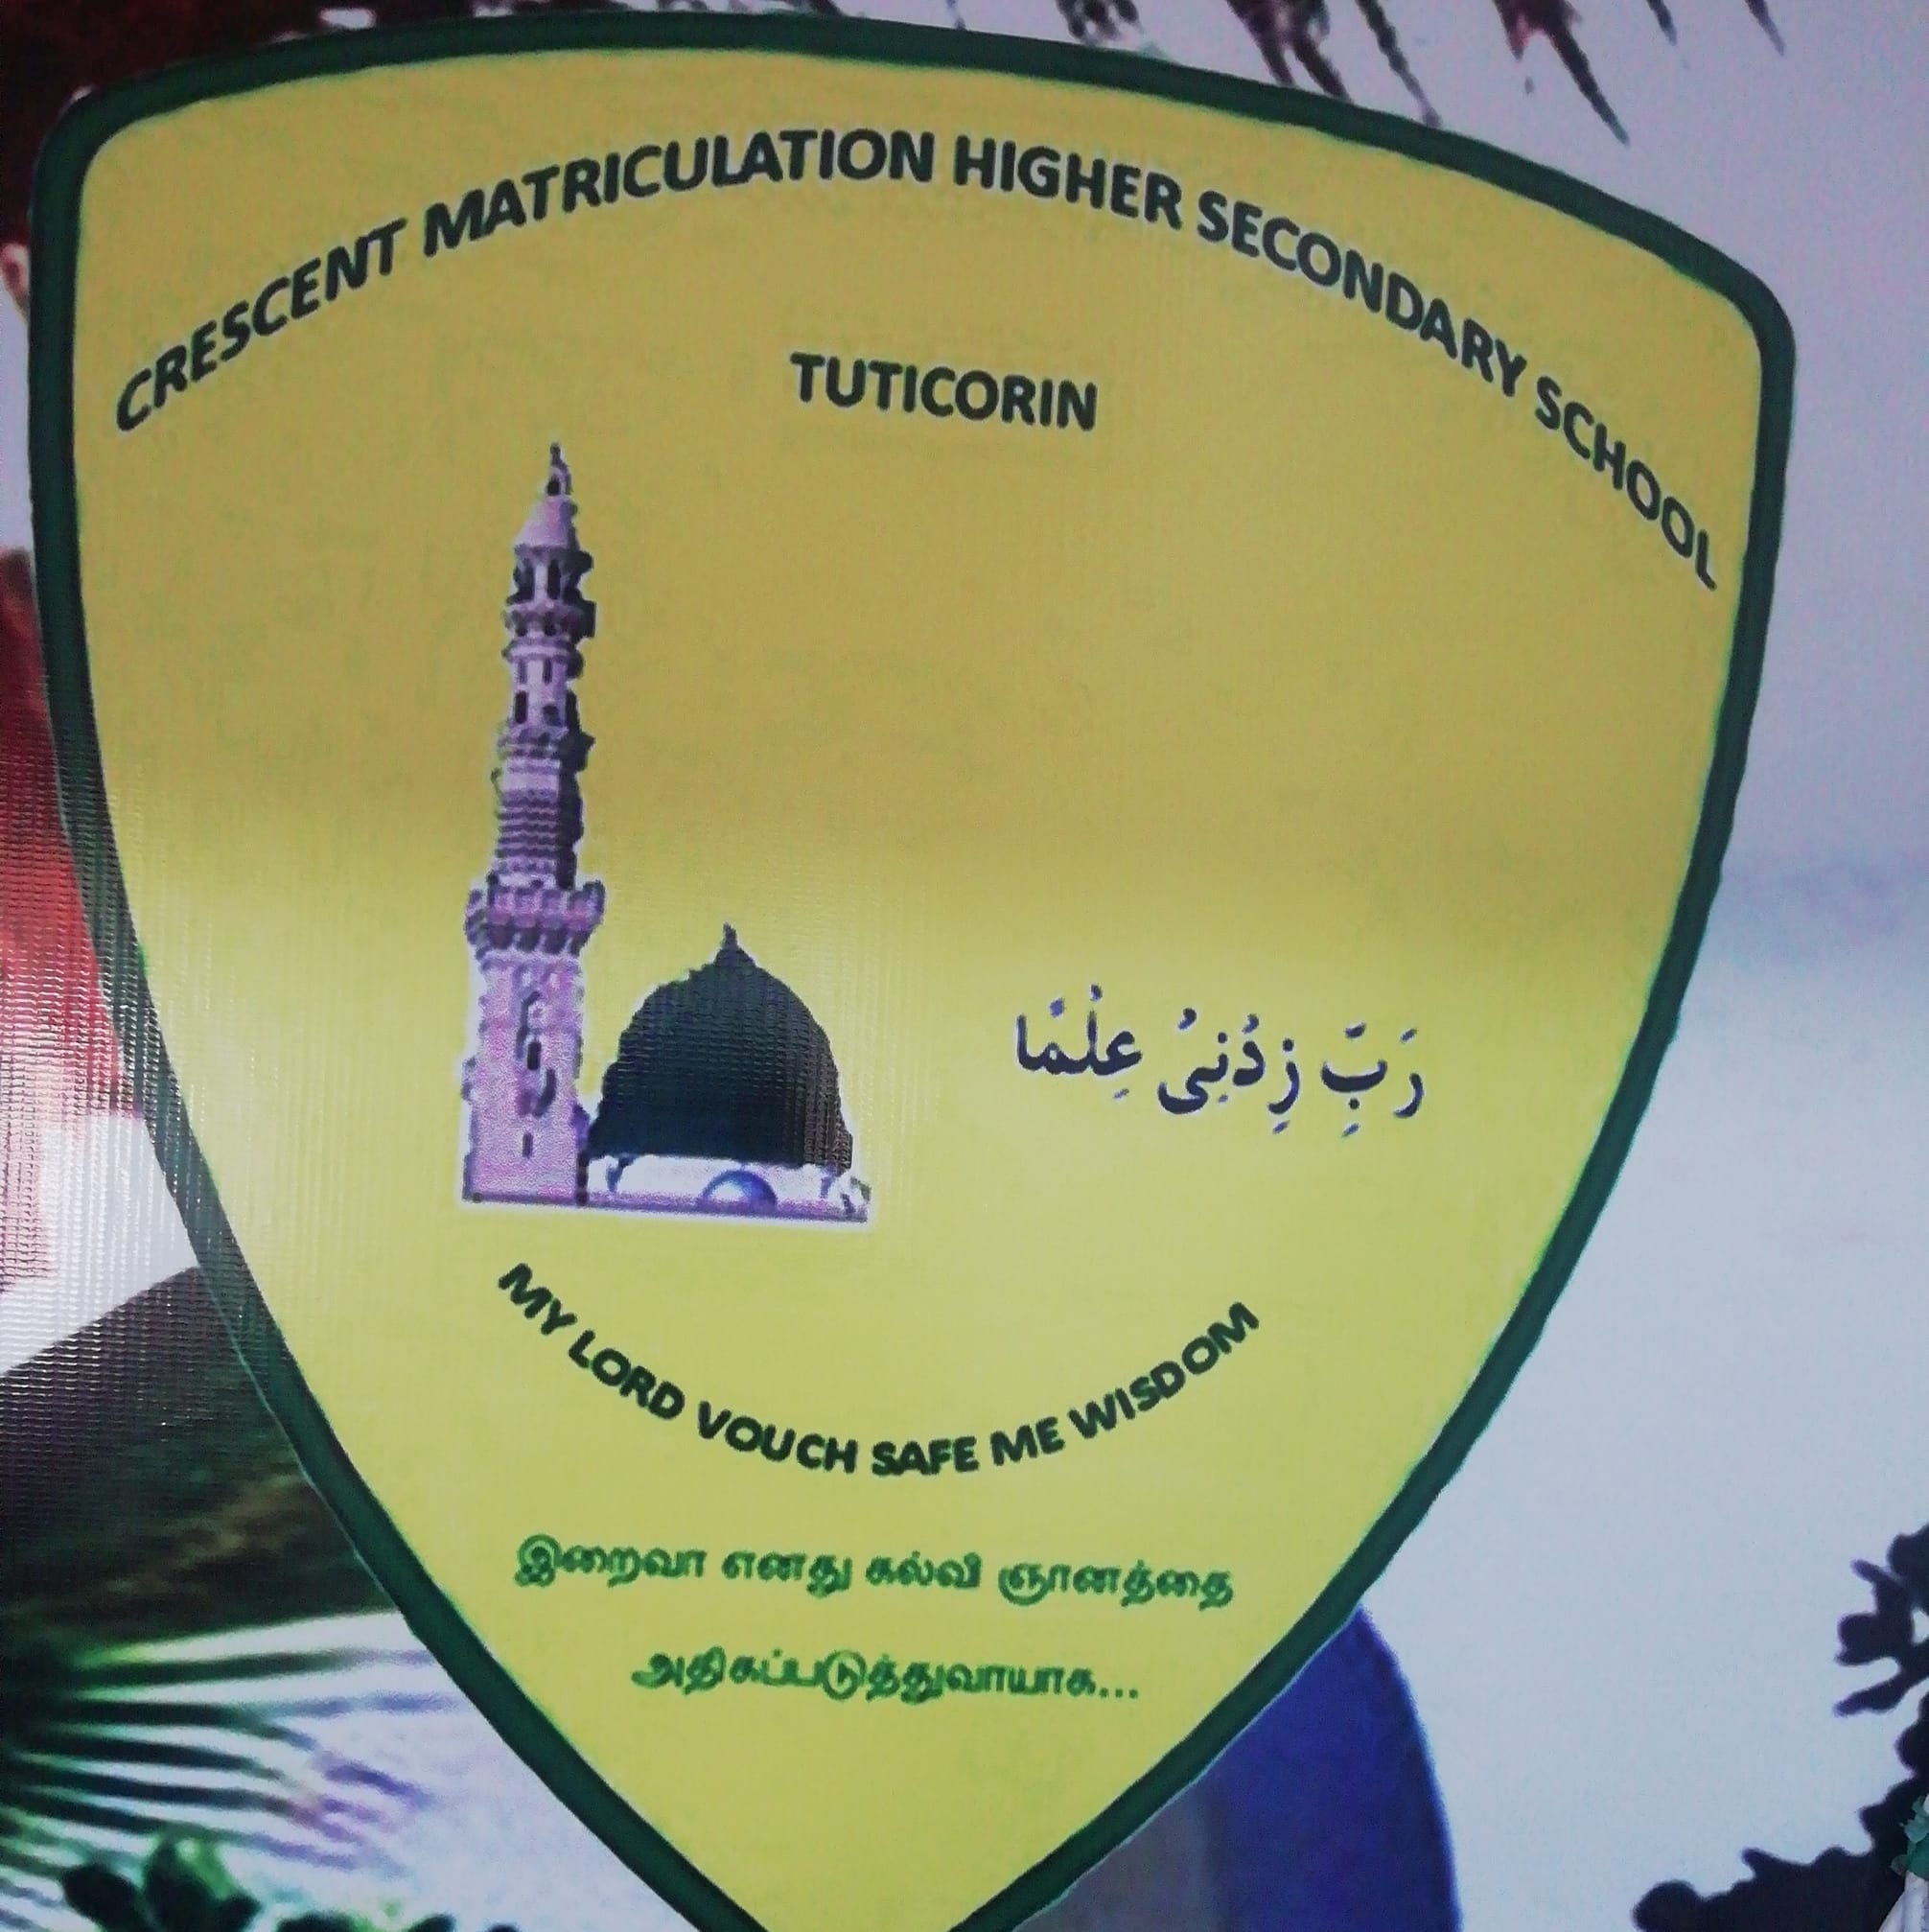 CRESCENT MATRICULATION HIGHER SECONDARY SCHOOL
TUTICORIN
رَبِّ زِدْنِیْ عِلْمًا
MY LORD VOUCH SAFE ME WISDOM
இறைவா எனது கல்வி ஞானத்தை
அதிகப்படுத்துவாயாக...